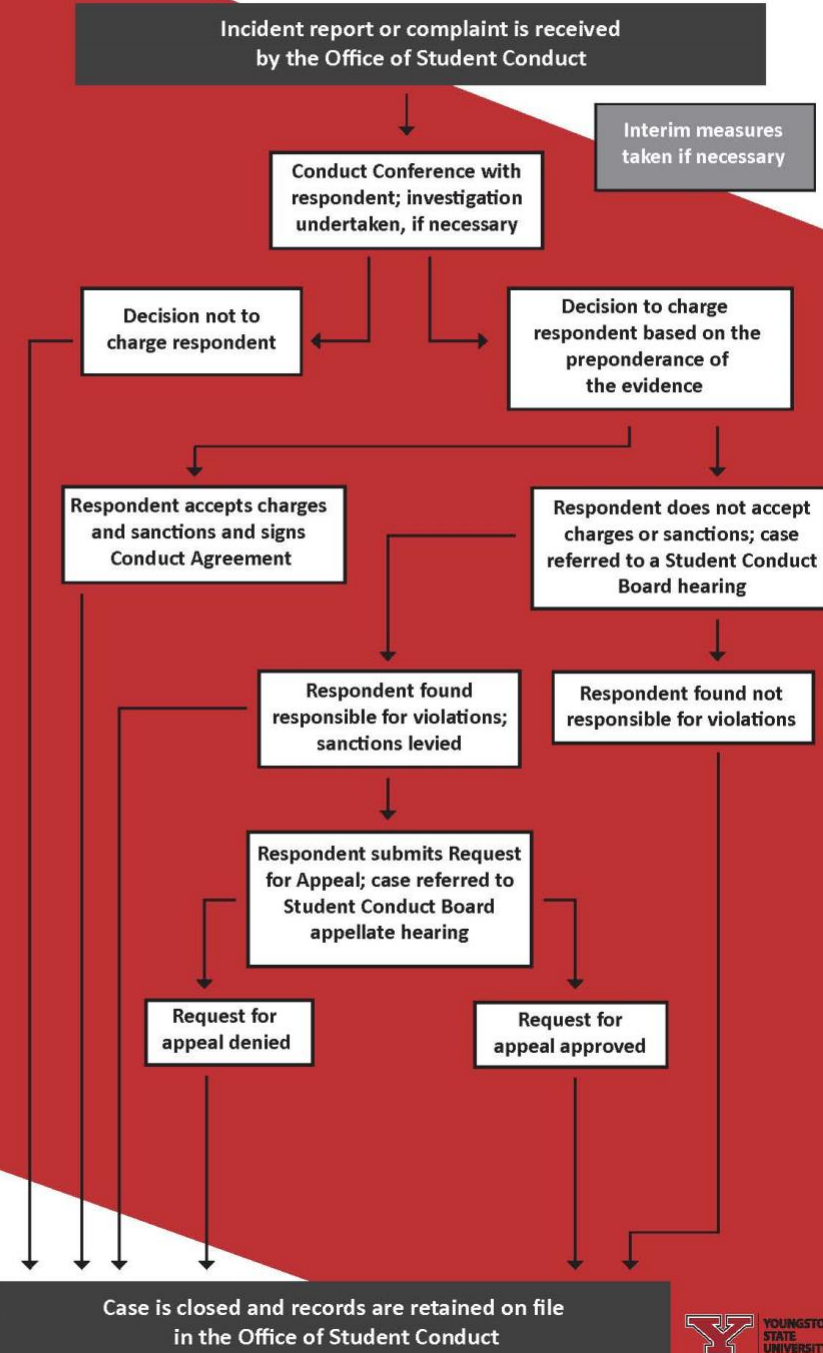 Incident report or complaint is received
by the Office of Student Conduct
Interim measures
taken if necessary
Conduct Conference with
respondent; investigation
undertaken, if necessary
Decision not to
charge respondent
Decision to charge
respondent based on the
preponderance of
the evidence
Respondent accepts charges
and sanctions and signs
Conduct Agreement
Respondent does not accept
charges or sanctions; case
referred to a Student Conduct
Board hearing
Respondent found
responsible for violations;
sanctions levied
Respondent found not
responsible for violations
Respondent submits Request
for Appeal; case referred to
Student Conduct Board
appellate hearing
Request for
appeal denied
Request for
appeal approved
Case is closed and records are retained on file
in the Office of Student Conduct
Y
STATE